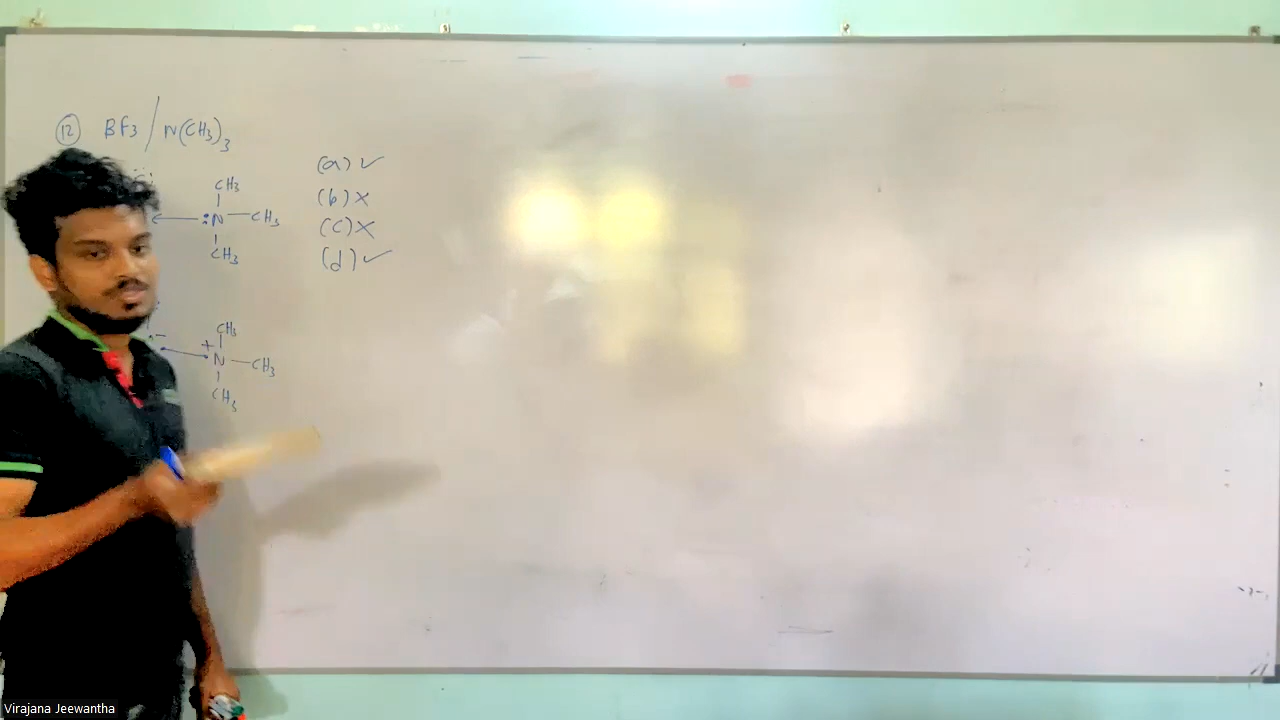 12 BF3 / N(CH3)3
(a) ✓
CH3
(b) ×
:N—CH3
(c) ×
CH3
(d) ✓
CH3
+
N—CH3
CH3
Virajana Jeewantha